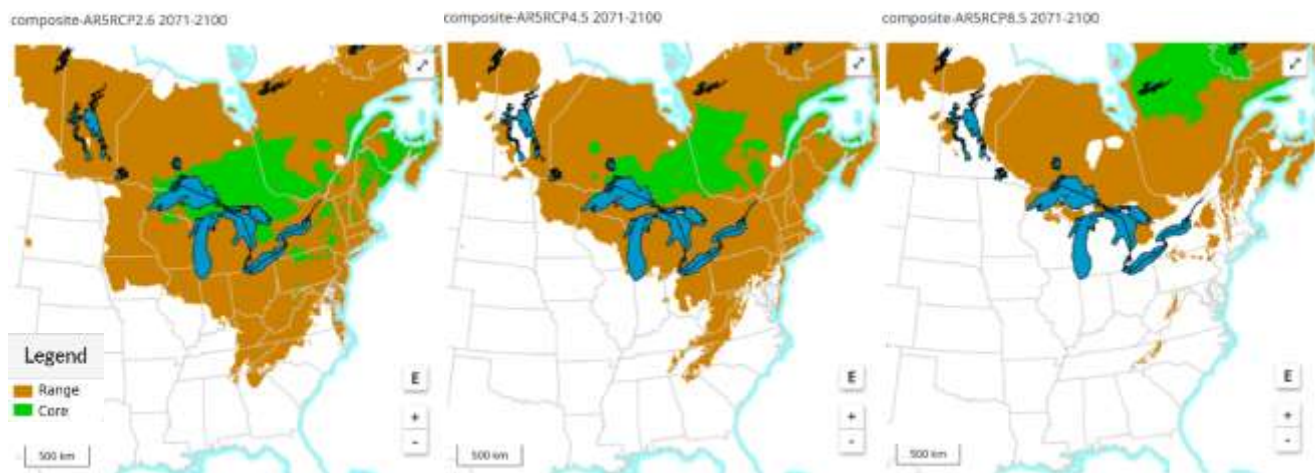 composite-AR5RCP2.6 2071-2100
composite-AR5RCP4.5 2071-2100
composite-AR5RCP8.5 2071-2100
Legend
Range
Core
500 km
E
+
-
500 km
E
+
-
500 km
E
+
-